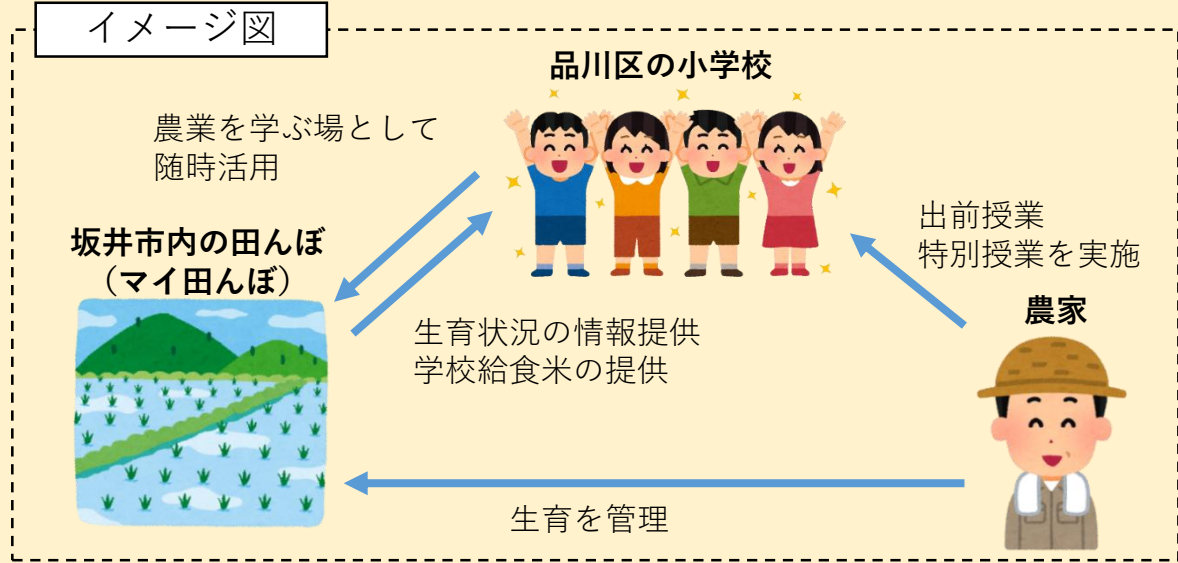 イメージ図
品川区の小学校
農業を学ぶ場として
随時活用
坂井市内の田んぼ
（マイ田んぼ）
生育状況の情報提供
学校給食米の提供
出前授業
特別授業を実施
農家
生育を管理